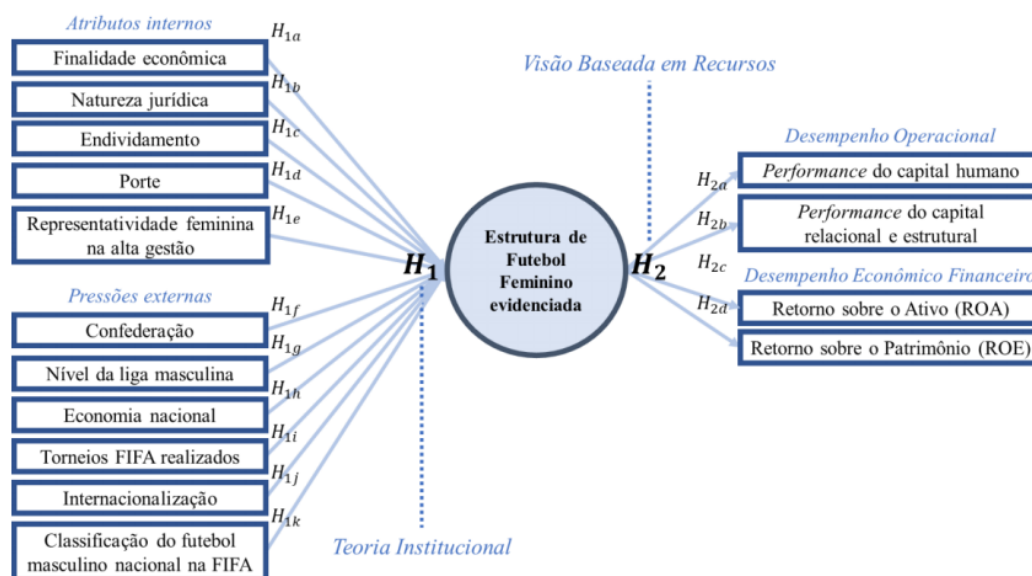 Atributos internos
H1a
Finalidade econômica
H1b
Natureza jurídica
H1c
Endividamento
H1d
Porte
H1e
Representatividade feminina
na alta gestão
Pressões externas
H1f
Confederação
H1g
Nível da liga masculina
H1h
Economia nacional
H1i
Torneios FIFA realizados
H1j
Internacionalização
H1k
Classificação do futebol
masculino nacional na FIFA
H1
Teoria Institucional
Estrutura de
Futebol
Feminino
evidenciada
Visão Baseada em
Recursos
H2
Desempenho Operacional
H2a
Performance do capital humano
H2b
Performance do capital
relacional e estrutural
H2c
Desempenho Econômico Financeiro
H2d
Retorno sobre o Ativo (ROA)
Retorno sobre o Patrimônio (ROE)